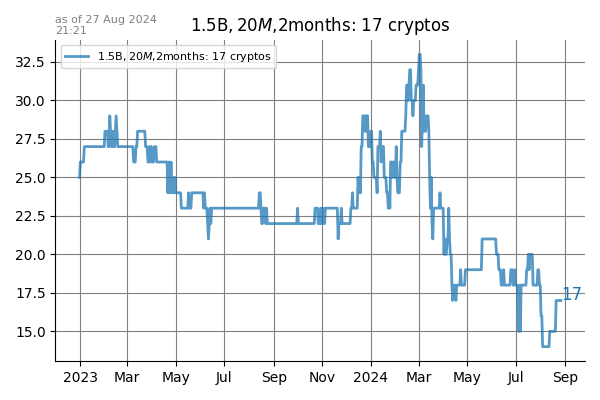 as of 27 Aug 2024
21:21
1.5B, 20M,2months: 17 cryptos
1.5B, 20M,2months: 17 cryptos
32.5
30.0
27.5
25.0
22.5
20.0
17.5
15.0
17
2023 Mar May Jul Sep Nov 2024 Mar May Jul Sep